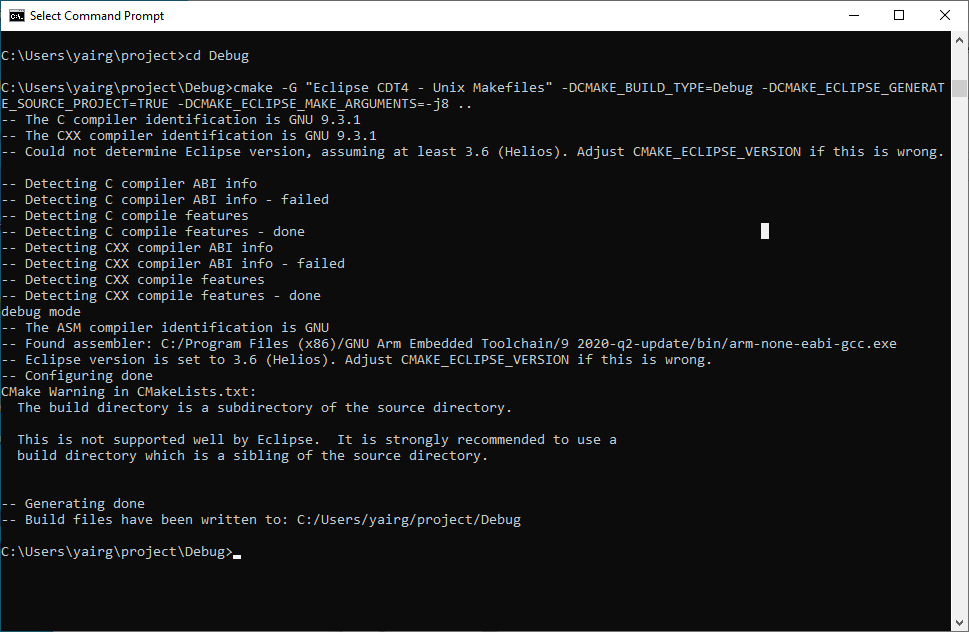 Select Command Prompt
C:\Users\yairg\project>cd Debug
C:\Users\yairg\project\Debug>cmake -G "Eclipse CDT4 - Unix Makefiles" -DCMAKE_BUILD_TYPE=Debug -DCMAKE_ECLIPSE_GENERAT
E_SOURCE_PROJECT=TRUE -DCMAKE_ECLIPSE_MAKE_ARGUMENTS=-j8 ..
-- The C compiler identification is GNU 9.3.1
-- The CXX compiler identification is GNU 9.3.1
-- Could not determine Eclipse version, assuming at least 3.6 (Helios). Adjust CMAKE_ECLIPSE_VERSION if this is wrong.
-- Detecting C compiler ABI info
-- Detecting C compiler ABI info - failed
-- Detecting C compile features
-- Detecting C compile features - done
-- Detecting CXX compiler ABI info
-- Detecting CXX compiler ABI info - failed
-- Detecting CXX compile features
-- Detecting CXX compile features - done
debug mode
-- The ASM compiler identification is GNU
-- Found assembler: C:/Program Files (x86)/GNU Arm Embedded Toolchain/9 2020-q2-update/bin/arm-none-eabi-gcc.exe
-- Eclipse version is set to 3.6 (Helios). Adjust CMAKE_ECLIPSE_VERSION if this is wrong.
-- Configuring done
CMake Warning in CMakeLists.txt:
  The build directory is a subdirectory of the source directory.
  This is not supported well by Eclipse.  It is strongly recommended to use a
  build directory which is a sibling of the source directory.
-- Generating done
-- Build files have been written to: C:/Users/yairg/project/Debug
C:\Users\yairg\project\Debug>